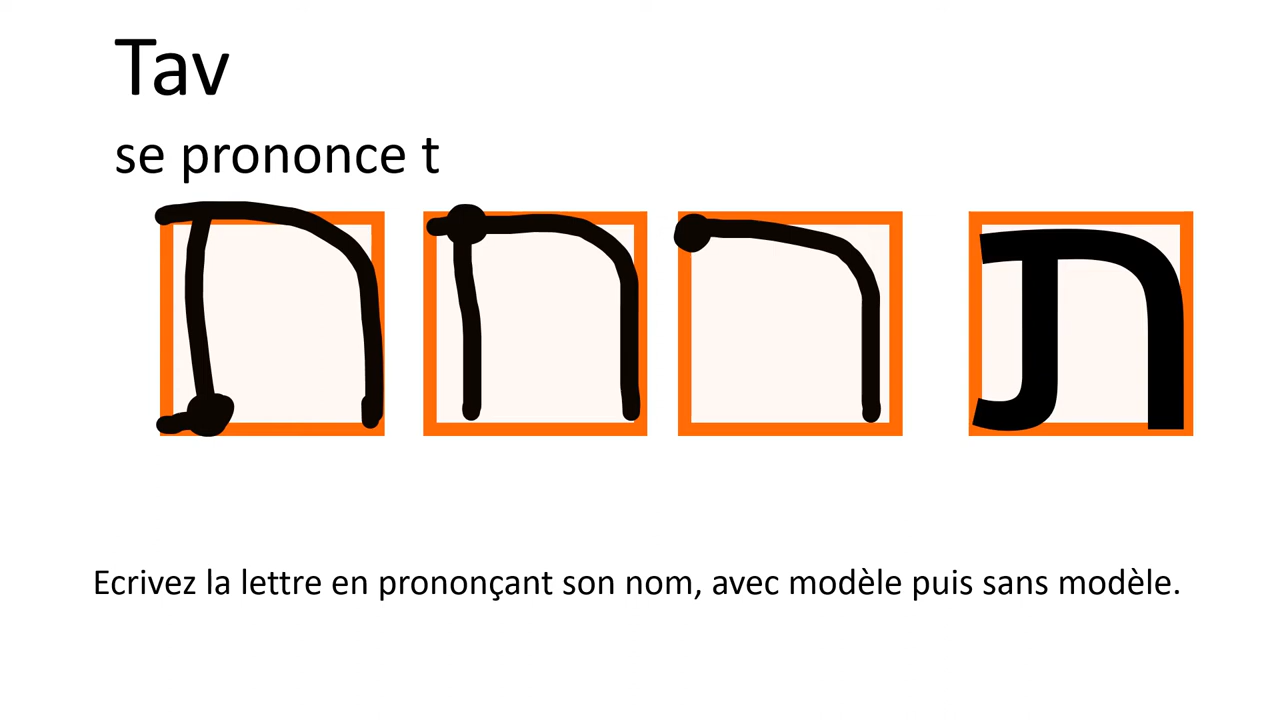 Tav
se prononce t
ת
Ecrivez la lettre en prononçant son nom, avec modèle puis sans modèle.